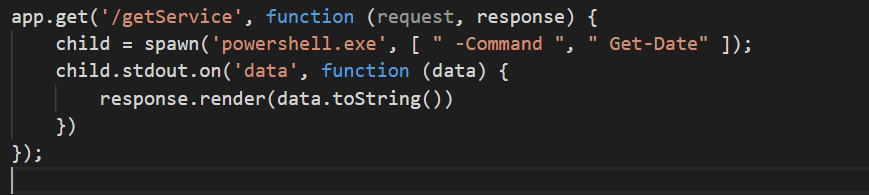 app.get('/getService', function (request, response) {
    child = spawn('powershell.exe', [ " -Command ", " Get-Date" ]);
    child.stdout.on('data', function (data) {
        response.render(data.toString())
    })
});